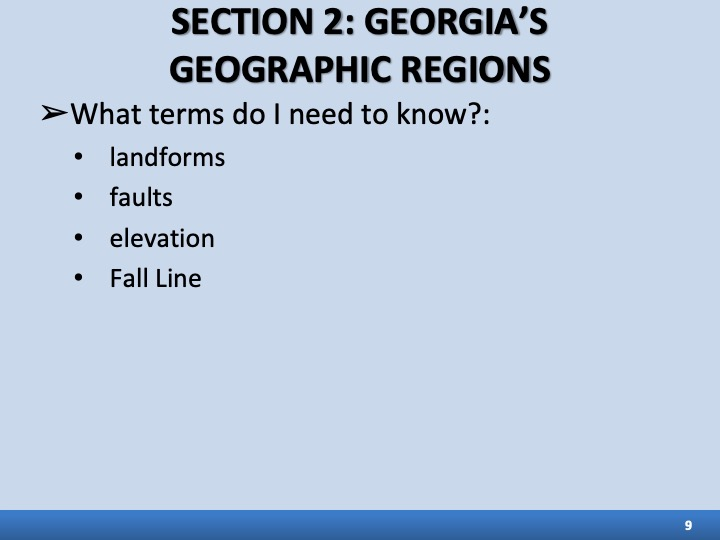 SECTION 2: GEORGIA’S
GEOGRAPHIC REGIONS
➢What terms do I need to know?:
• landforms
• faults
• elevation
• Fall Line
9